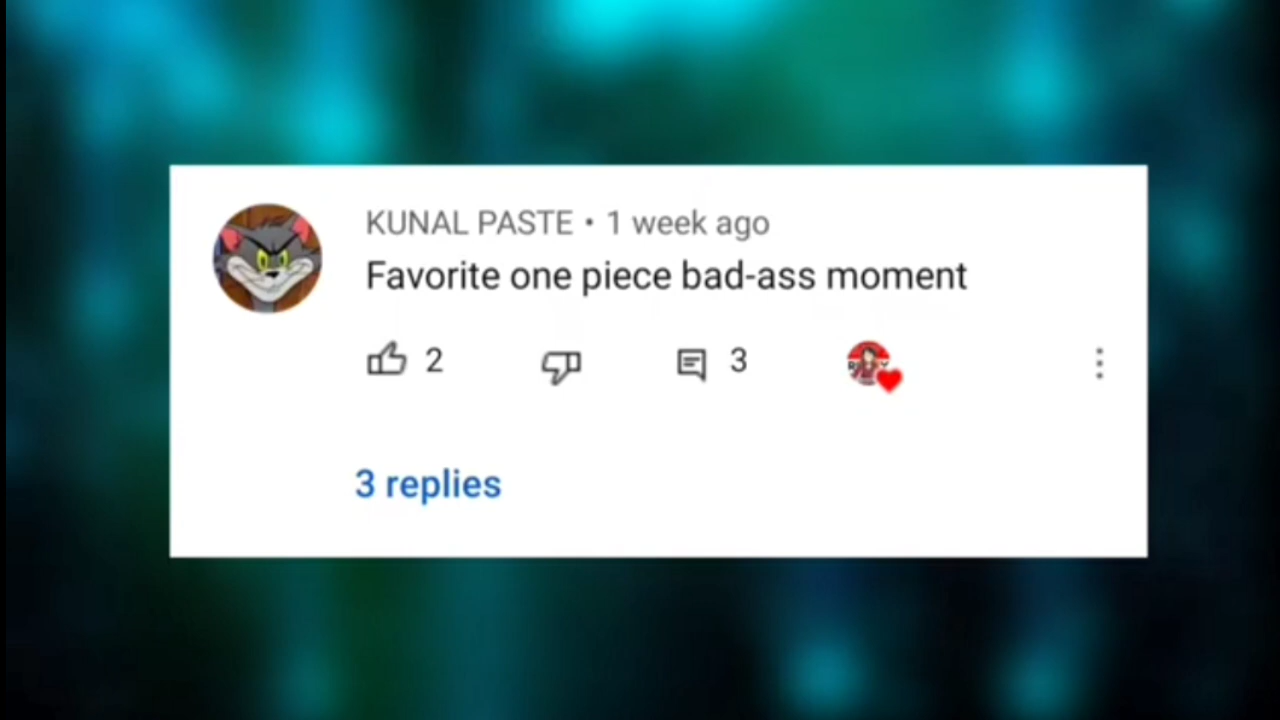 KUNAL PASTE • 1 week ago
Favorite one piece bad-ass moment
2 3
3 replies